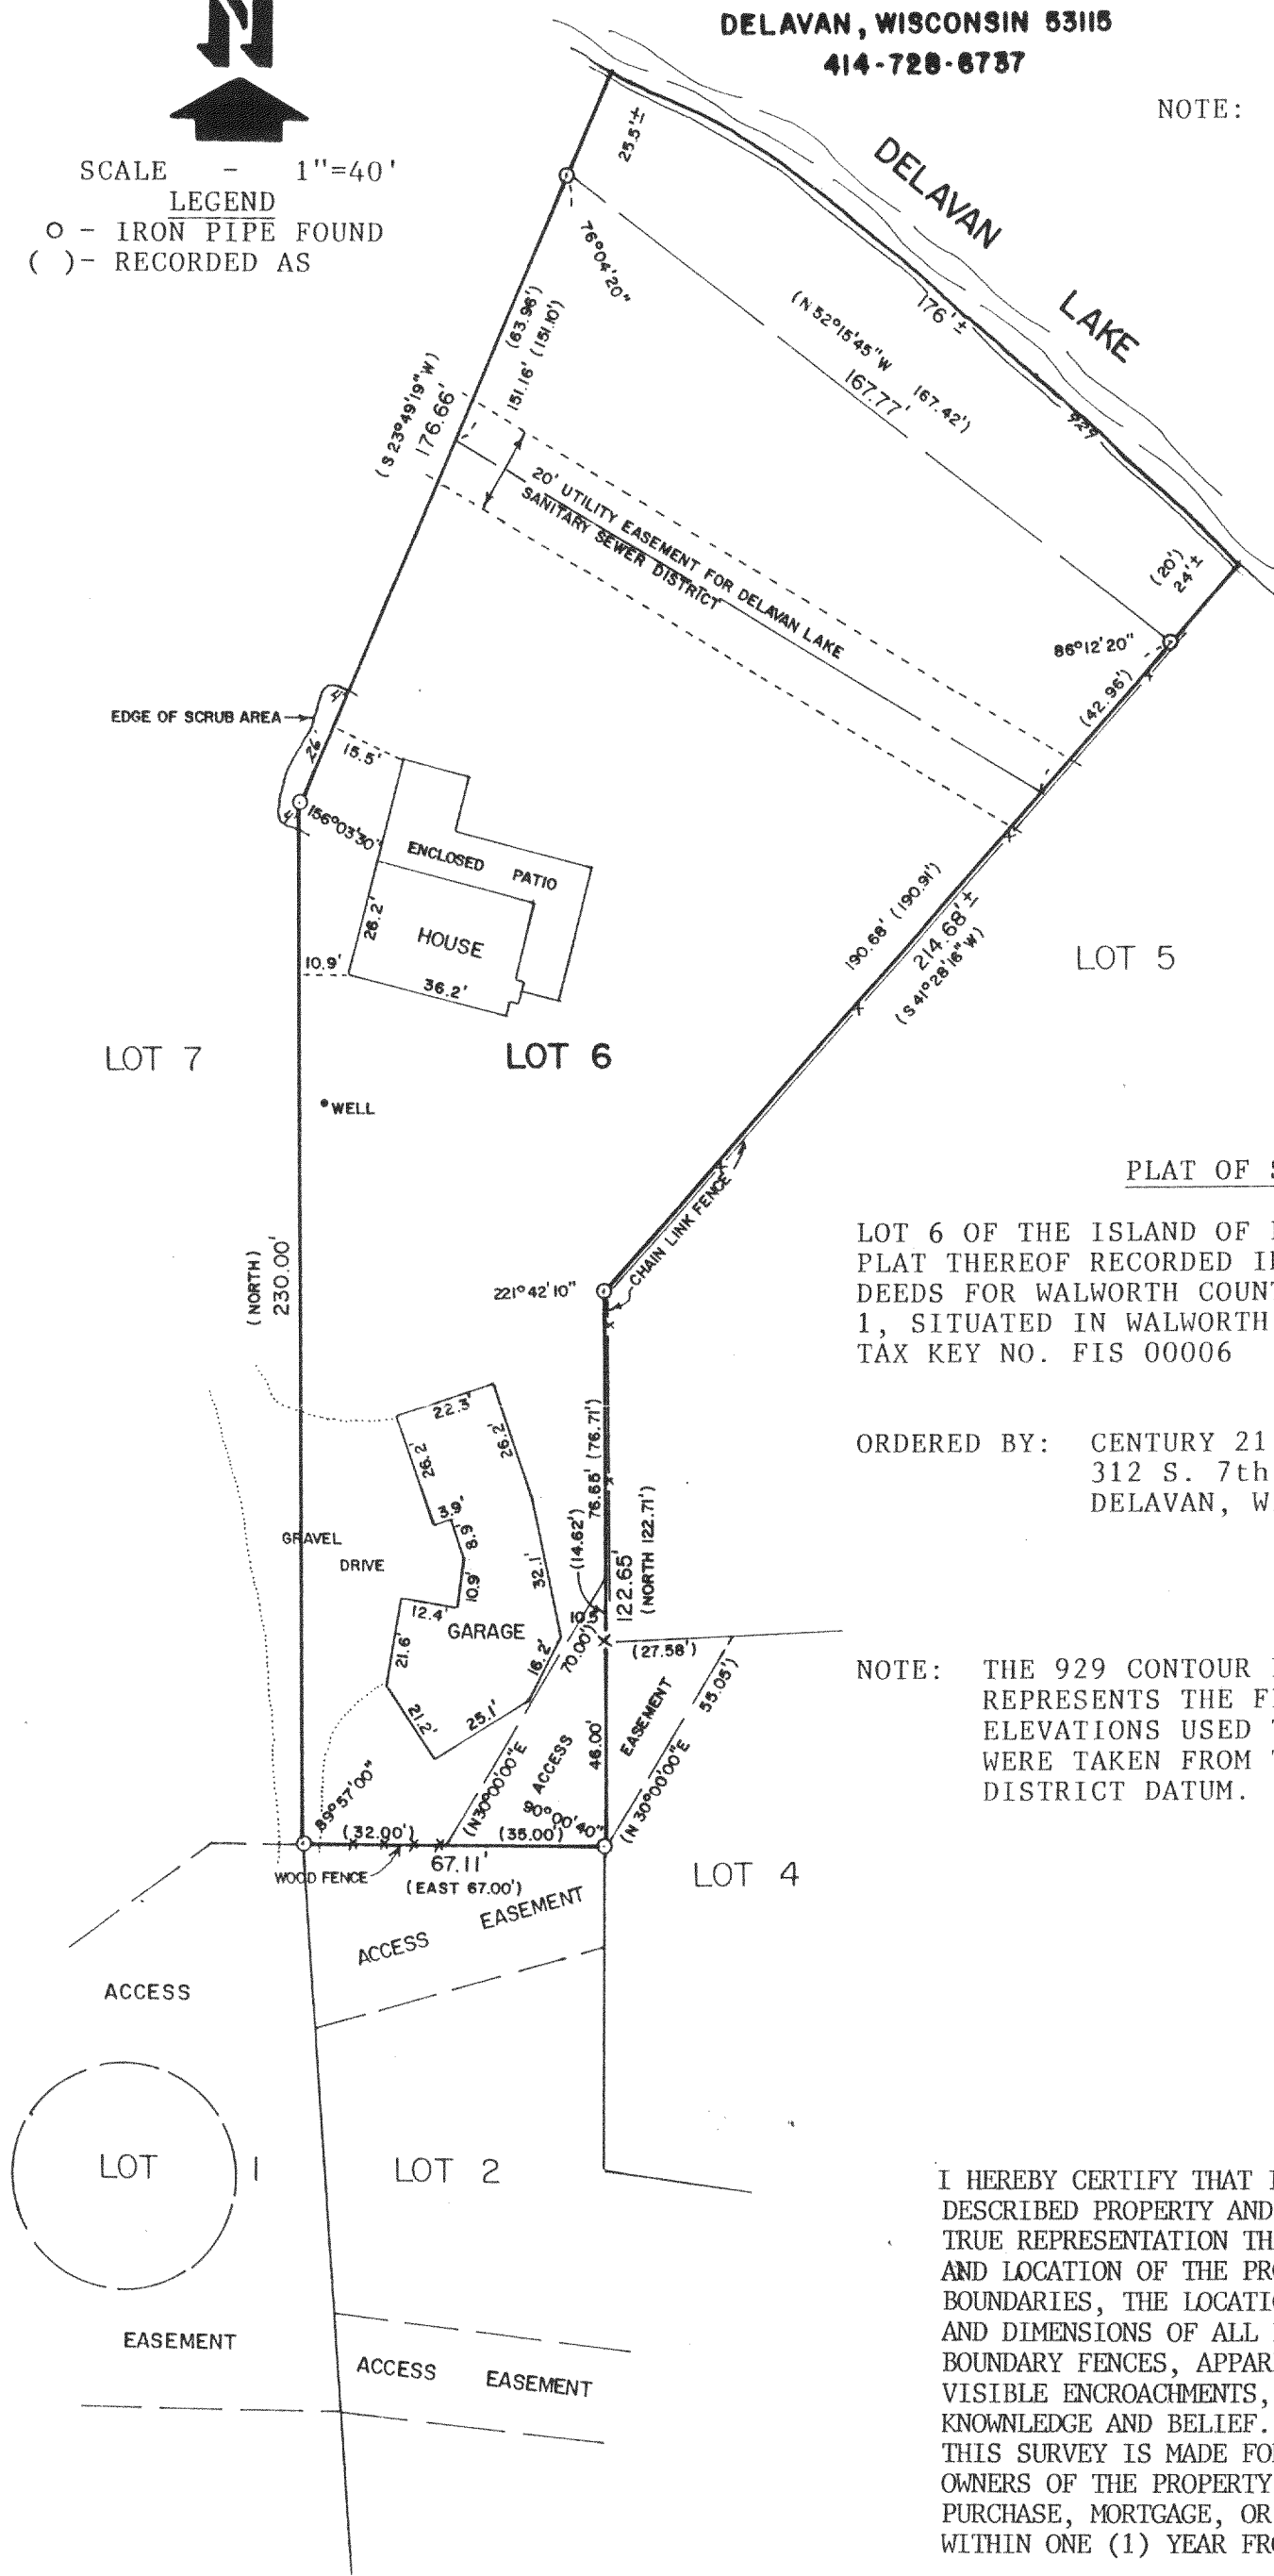 N
DELAVAN, WISCONSIN 53115
414-728-6737
NOTE:
SCALE - 1"=40'
LEGEND
O - IRON PIPE FOUND
( )- RECORDED AS
DELAVAN
LAKE
25.5'±
76°04'20"
(63.96')
151.16' (151.10')
(S 23°49'19"W)
176.66'
(N 52°15'45"W 167.42')
167.77'
176'±
929
20' UTILITY EASEMENT FOR DELAVAN LAKE
SANITARY SEWER DISTRICT
(20')
24'±
86°12'20"
(42.96')
EDGE OF SCRUB AREA
4'
26'
4'
15.5'
156°03'30"
ENCLOSED PATIO
26.2'
HOUSE
10.9'
36.2'
190.68' (190.91')
214.68'±
(S 41°28'16"W)
LOT 5
LOT 7
LOT 6
WELL
CHAIN LINK FENCE
221°42'10"
(NORTH)
230.00'
PLAT OF
LOT 6 OF THE ISLAND OF
PLAT THEREOF RECORDED
DEEDS FOR WALWORTH COUNT
1, SITUATED IN WALWORTH
TAX KEY NO. FIS 00006
ORDERED BY: CENTURY 21
312 S. 7th
DELAVAN, W
22.3'
26.2'
26.2'
3.9'
8.9'
10.9'
32.1'
12.4'
GARAGE
21.6'
21.2'
25.1'
16.2'
GRAVEL
DRIVE
76.65' (76.71')
(14.62')
122.65'
(NORTH 122.71')
70.00')
(N30°00'00"E
(27.58')
55.05')
(N 30°00'00"E
46.00'
ACCESS
EASEMENT
90°00'40"
89°57'00"
(32.00')
(35.00')
WOOD FENCE
67.11'
(EAST 67.00')
NOTE: THE 929 CONTOUR
REPRESENTS THE
ELEVATIONS USED
WERE TAKEN FROM
DISTRICT DATUM.
LOT 4
ACCESS EASEMENT
ACCESS
LOT 1
LOT 2
EASEMENT
ACCESS EASEMENT
I HEREBY CERTIFY THAT
DESCRIBED PROPERTY AND
TRUE REPRESENTATION TH
AND LOCATION OF THE PR
BOUNDARIES, THE LOCATI
AND DIMENSIONS OF ALL
BOUNDARY FENCES, APPAR
VISIBLE ENCROACHMENTS,
KNOWNLEDGE AND BELIEF.
THIS SURVEY IS MADE FO
OWNERS OF THE PROPERTY
PURCHASE, MORTGAGE, OR
WITHIN ONE (1) YEAR FR